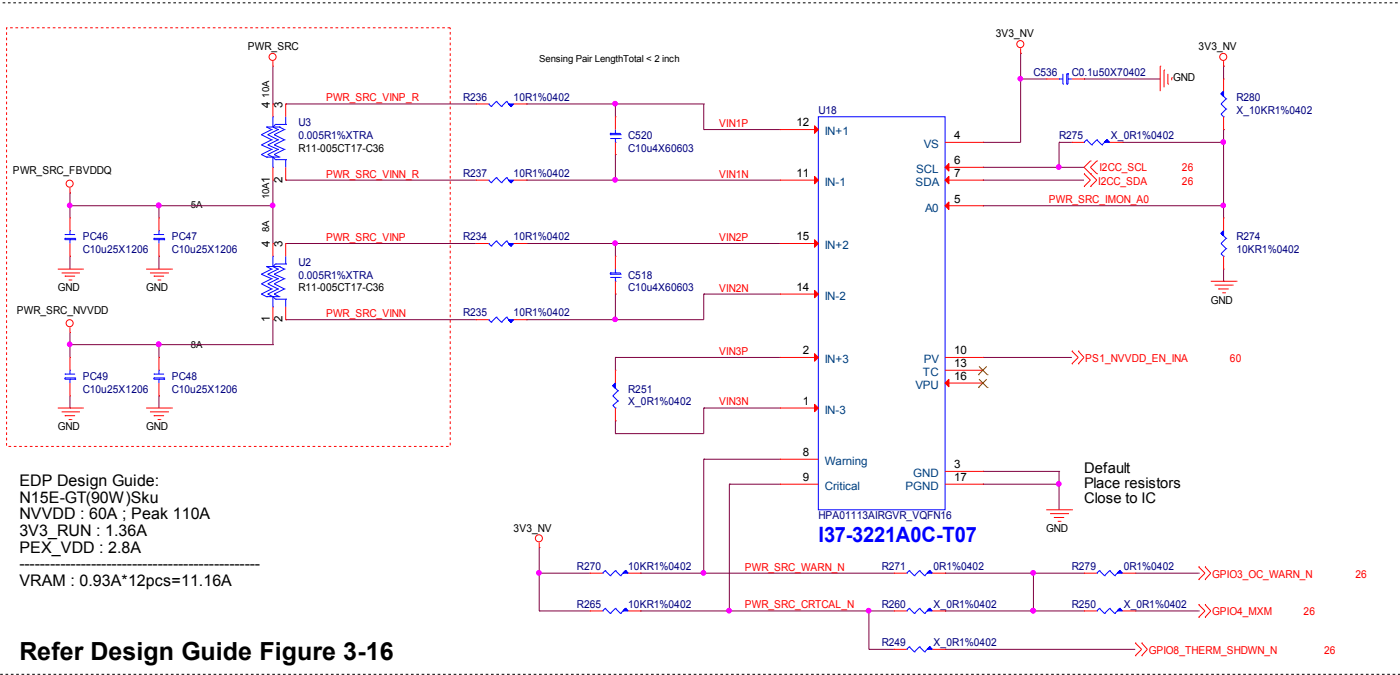 PWR_SRC
Sensing Pair LengthTotal < 2 inch
3V3_NV
3V3_NV
C536
C0.1u50X70402
GND
R280
X_10KR1%0402
10A
4
3
PWR_SRC_VINP_R
R236
10R1%0402
U3
0.005R1%XTRA
R11-005CT17-C36
C520
C10u4X60603
VIN1P
12
U18
IN+1
VS
4
R275
X_0R1%0402
PWR_SRC_FBVDDQ
10A1
2
PWR_SRC_VINN_R
R237
10R1%0402
VIN1N
11
IN-1
SCL
6
I2CC_SCL
26
SDA
7
I2CC_SDA
26
A0
5
PWR_SRC_IMON_A0
5A
PC46
C10u25X1206
PC47
C10u25X1206
GND
GND
8A
4
3
PWR_SRC_VINP
R234
10R1%0402
VIN2P
15
IN+2
R274
10KR1%0402
GND
U2
0.005R1%XTRA
R11-005CT17-C36
C518
C10u4X60603
VIN2N
14
IN-2
PWR_SRC_NVVDD
1
2
PWR_SRC_VINN
R235
10R1%0402
8A
PC49
C10u25X1206
PC48
C10u25X1206
GND
GND
VIN3P
2
IN+3
PV
10
PS1_NVVDD_EN_INA
60
TC
13
VPU
16
R251
X_0R1%0402
VIN3N
1
IN-3
8
Warning
9
Critical
GND
3
PGND
17
GND
Default
Place resistors
Close to IC
HPA01113AIRGVR_VQFN16
I37-3221A0C-T07
EDP Design Guide:
N15E-GT(90W)Sku
NVVDD : 60A ; Peak 110A
3V3_RUN : 1.36A
PEX_VDD : 2.8A
------------------------------------------------
VRAM : 0.93A*12pcs=11.16A
3V3_NV
R270
10KR1%0402
PWR_SRC_WARN_N
R271
0R1%0402
R279
0R1%0402
GPIO3_OC_WARN_N
26
R265
10KR1%0402
PWR_SRC_CRTCAL_N
R260
X_0R1%0402
R250
X_0R1%0402
GPIO4_MXM
26
R249
X_0R1%0402
GPIO8_THERM_SHDWN_N
26
Refer Design Guide Figure 3-16